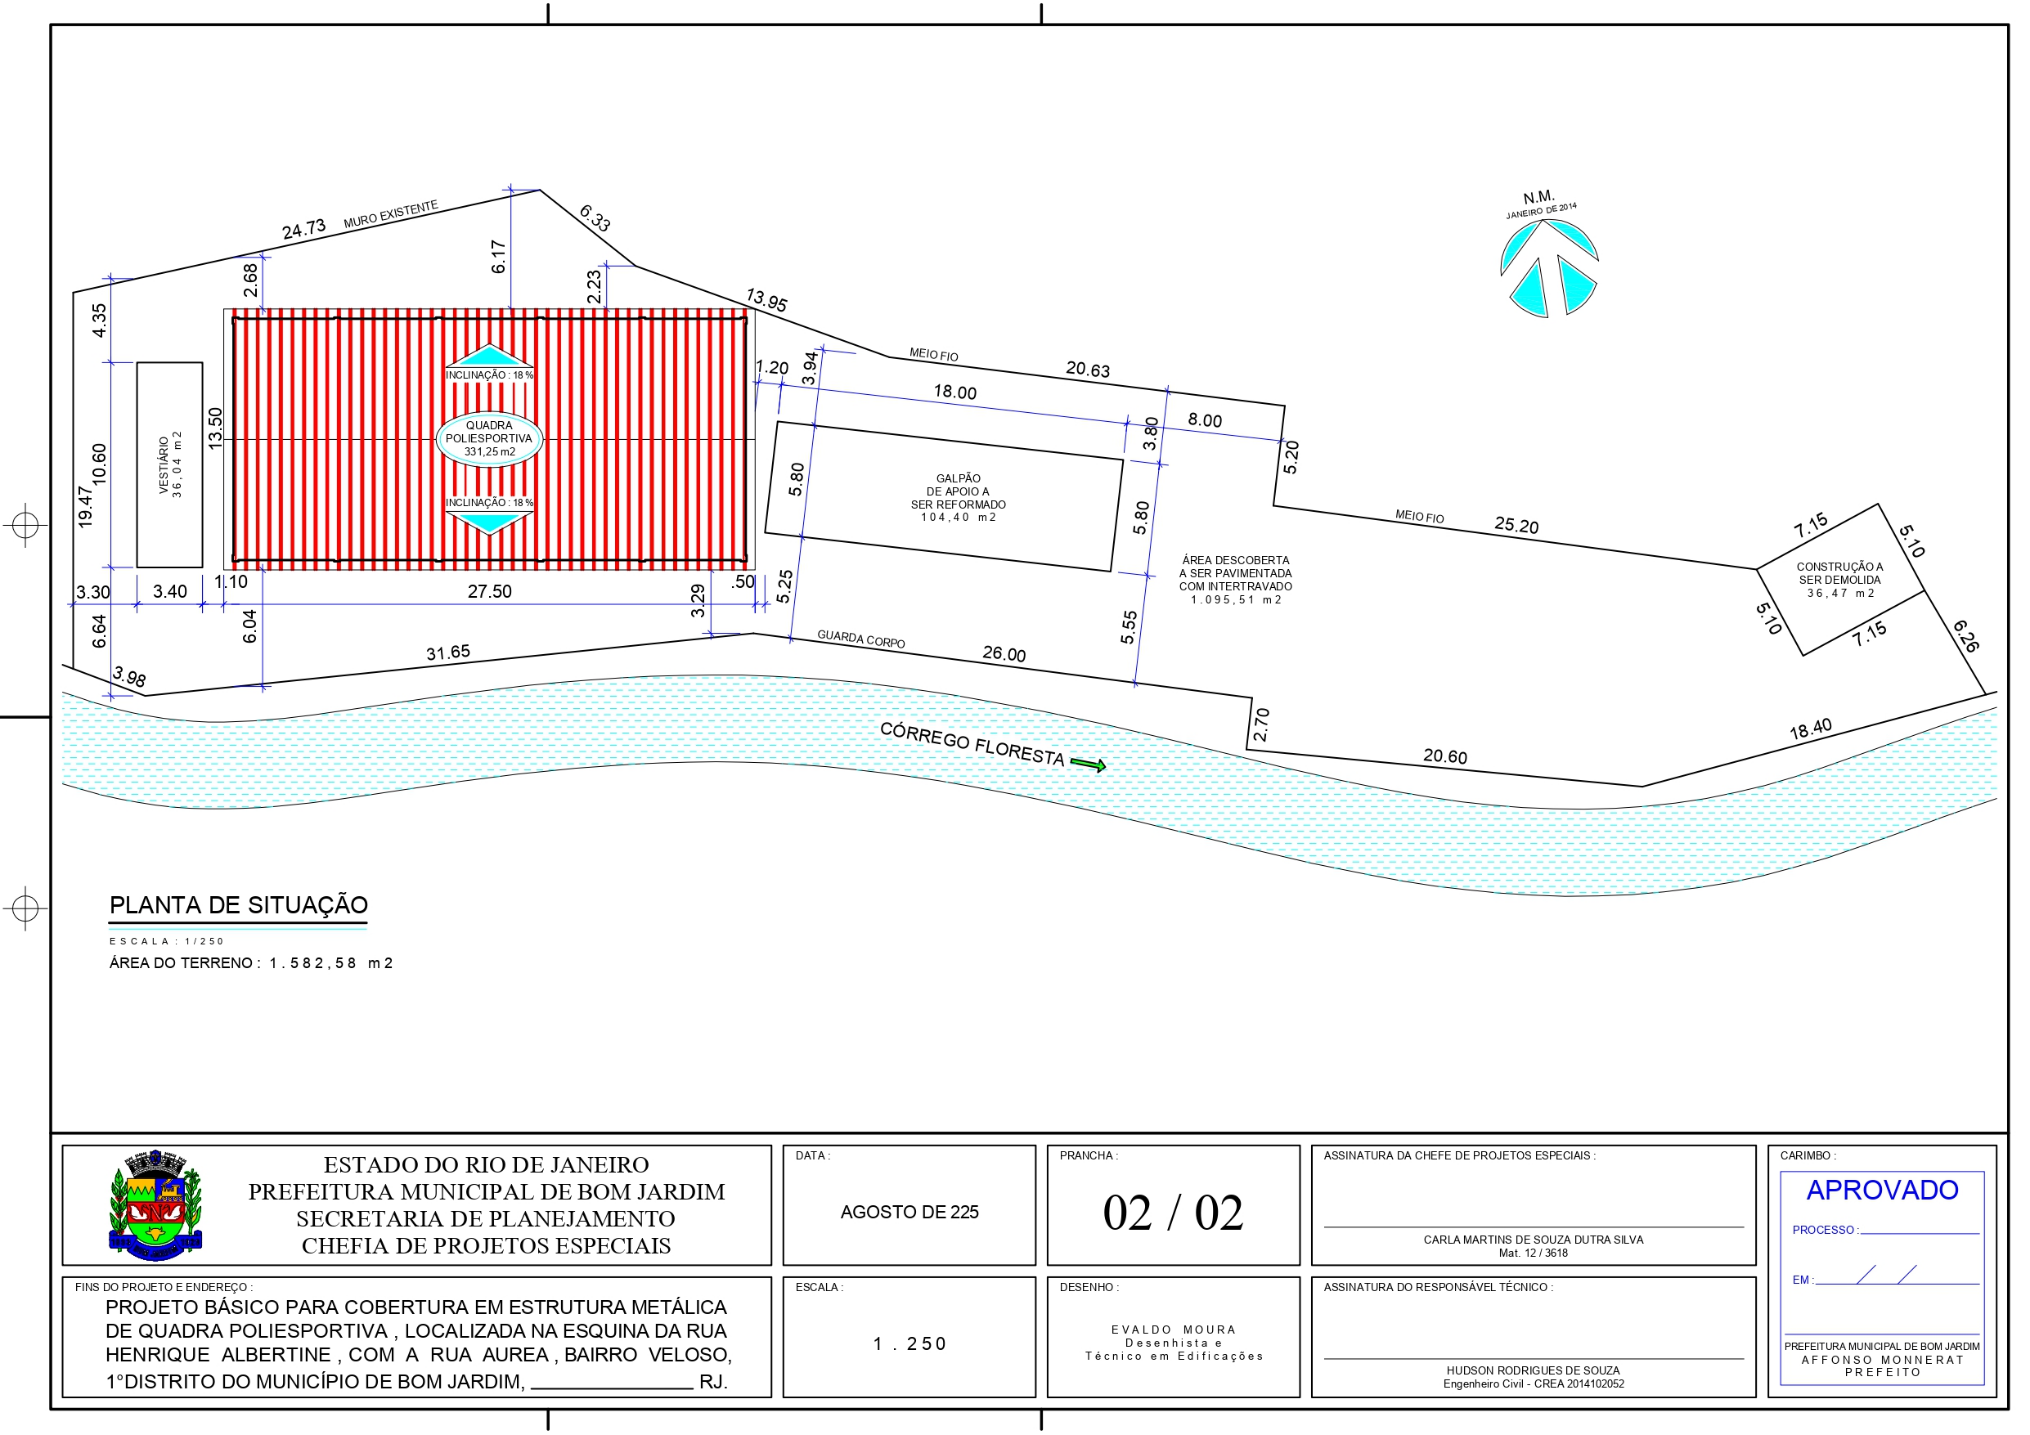 N.M.
JANEIRO DE 2014
24.73
MURO EXISTENTE
6.33
6.17
2.68
2.23
13.95
4.35
MEIO FIO
20.63
1.20
3.94
18.00
8.00
3.80
5.20
INCLINAÇÃO : 18 %
QUADRA
POLIESPORTIVA
331,25 m2
INCLINAÇÃO : 18 %
13.50
VESTIÁRIO
36,04 m2
10.60
19.47
5.80
GALPÃO
DE APOIO A
SER REFORMADO
104,40 m2
5.80
MEIO FIO
25.20
7.15
5.10
CONSTRUÇÃO A
SER DEMOLIDA
36,47 m2
5.10
7.15
6.26
ÁREA DESCOBERTA
A SER PAVIMENTADA
COM INTERTRAVADO
1.095,51 m2
3.30
3.40
1.10
27.50
.50
5.25
3.29
6.64
6.04
5.55
3.98
31.65
GUARDA CORPO
26.00
2.70
18.40
20.60
CÓRREGO FLORESTA
PLANTA DE SITUAÇÃO
ESCALA : 1/250
ÁREA DO TERRENO : 1.582,58 m2
ESTADO DO RIO DE JANEIRO
PREFEITURA MUNICIPAL DE BOM JARDIM
SECRETARIA DE PLANEJAMENTO
CHEFIA DE PROJETOS ESPECIAIS
FINS DO PROJETO E ENDEREÇO :
PROJETO BÁSICO PARA COBERTURA EM ESTRUTURA METÁLICA
DE QUADRA POLIESPORTIVA , LOCALIZADA NA ESQUINA DA RUA
HENRIQUE ALBERTINE , COM A RUA AUREA , BAIRRO VELOSO,
1°DISTRITO DO MUNICÍPIO DE BOM JARDIM, ________________ RJ.
DATA :
AGOSTO DE 225
ESCALA :
1 . 250
PRANCHA :
02 / 02
DESENHO :
EVALDO MOURA
Desenhista e
Técnico em Edificações
ASSINATURA DA CHEFE DE PROJETOS ESPECIAIS :
CARLA MARTINS DE SOUZA DUTRA SILVA
Mat. 12 / 3618
ASSINATURA DO RESPONSÁVEL TÉCNICO :
HUDSON RODRIGUES DE SOUZA
Engenheiro Civil - CREA 2014102052
CARIMBO :
APROVADO
PROCESSO :
EM : / /
PREFEITURA MUNICIPAL DE BOM JARDIM
AFFONSO MONNERAT
PREFEITO